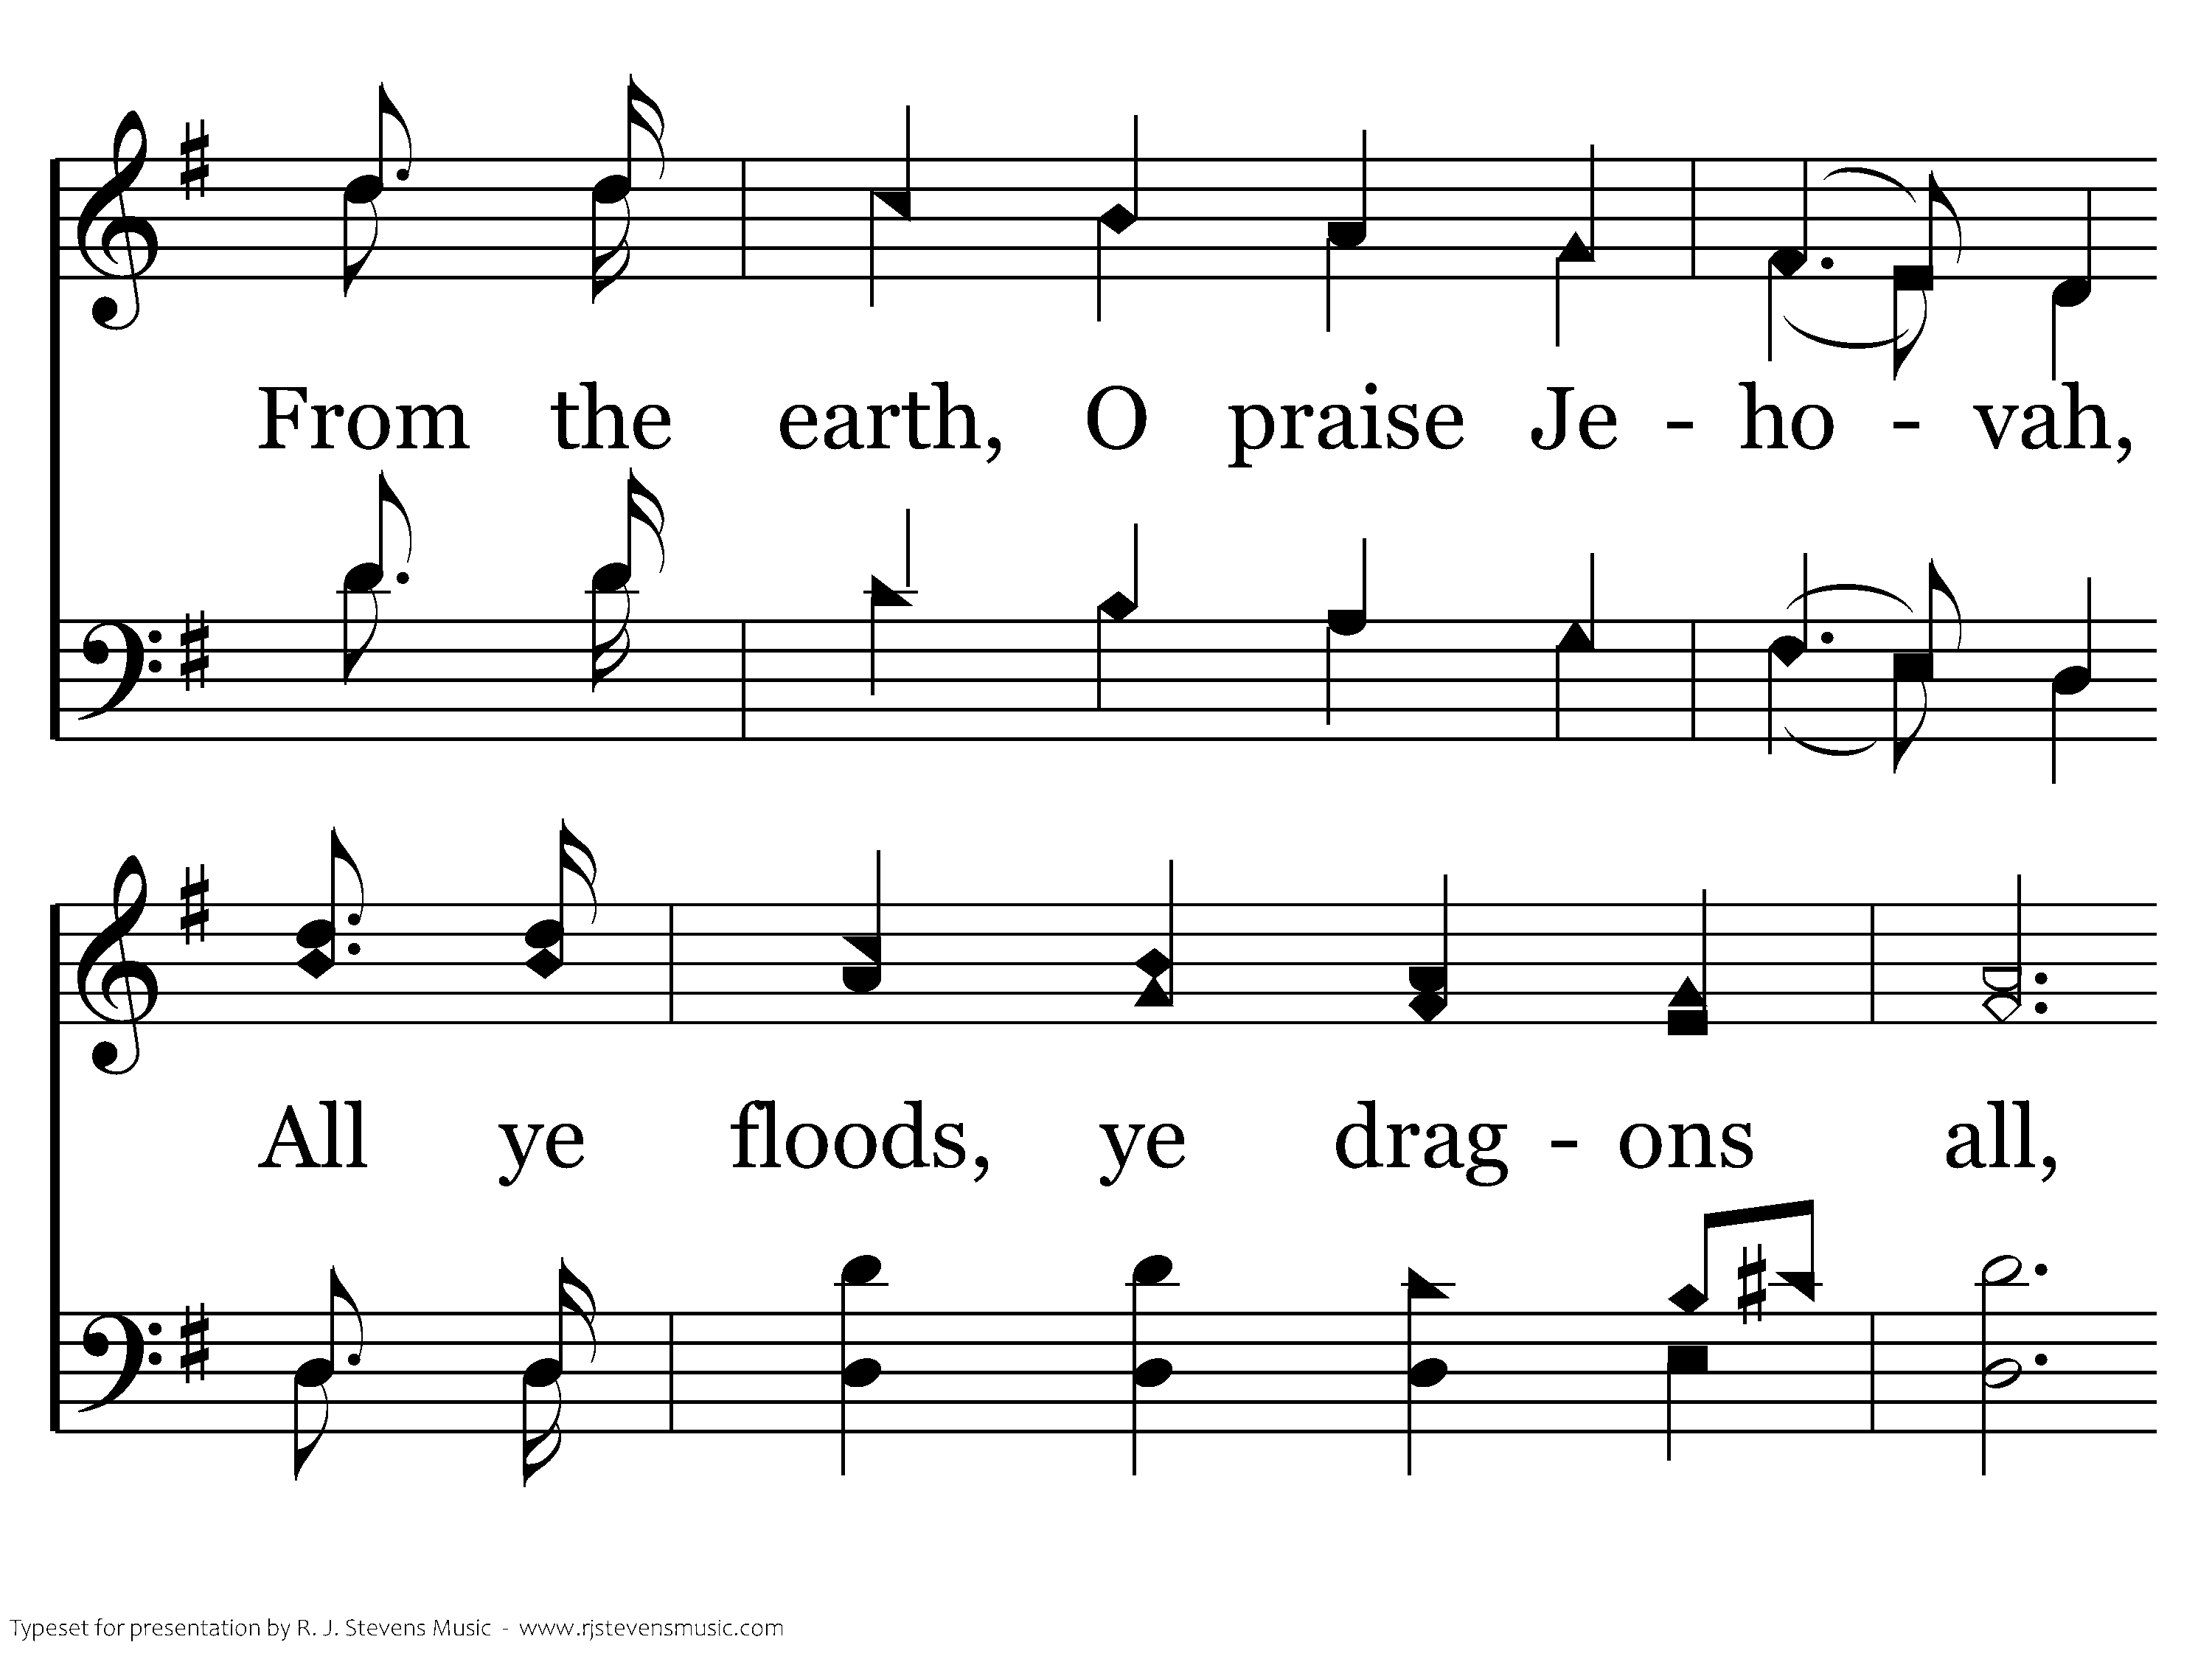 From the earth, O praise Je - ho - vah,
All ye floods, ye drag - ons all,
Typeset for presentation by R. J. Stevens Music - www.rjstevensmusic.com